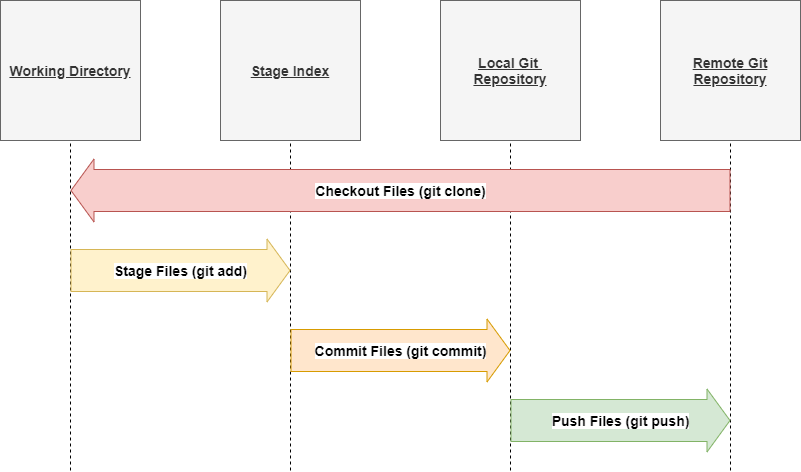 Working Directory
Stage Index
Local Git
Repository
Remote Git
Repository
Checkout Files (git clone)
Stage Files (git add)
Commit Files (git commit)
Push Files (git push)